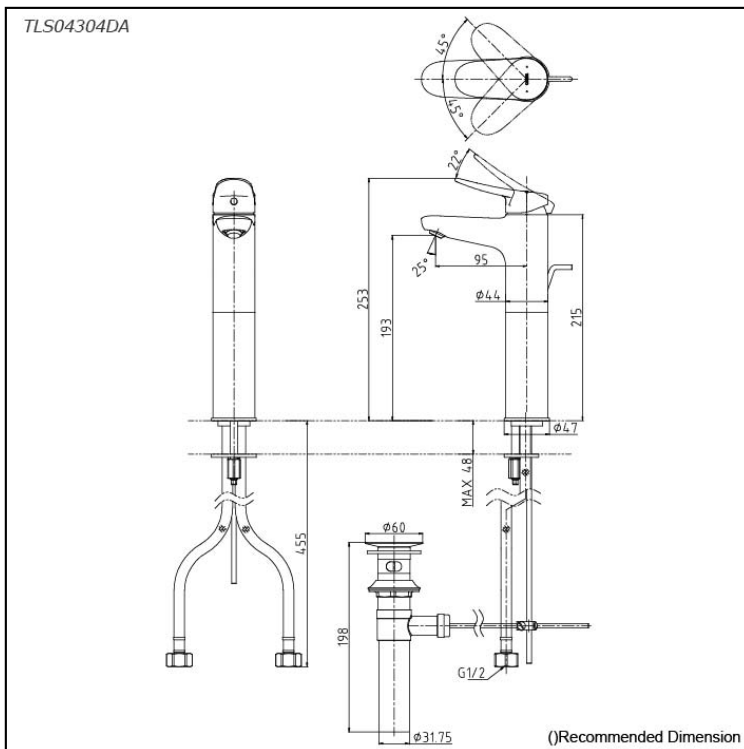 TLS04304DA
45°
45°
22°
25°
95
253
193
ϕ44
215
ϕ47
MAX 48
455
ϕ60
198
G1/2
ϕ31.75
()Recommended Dimension